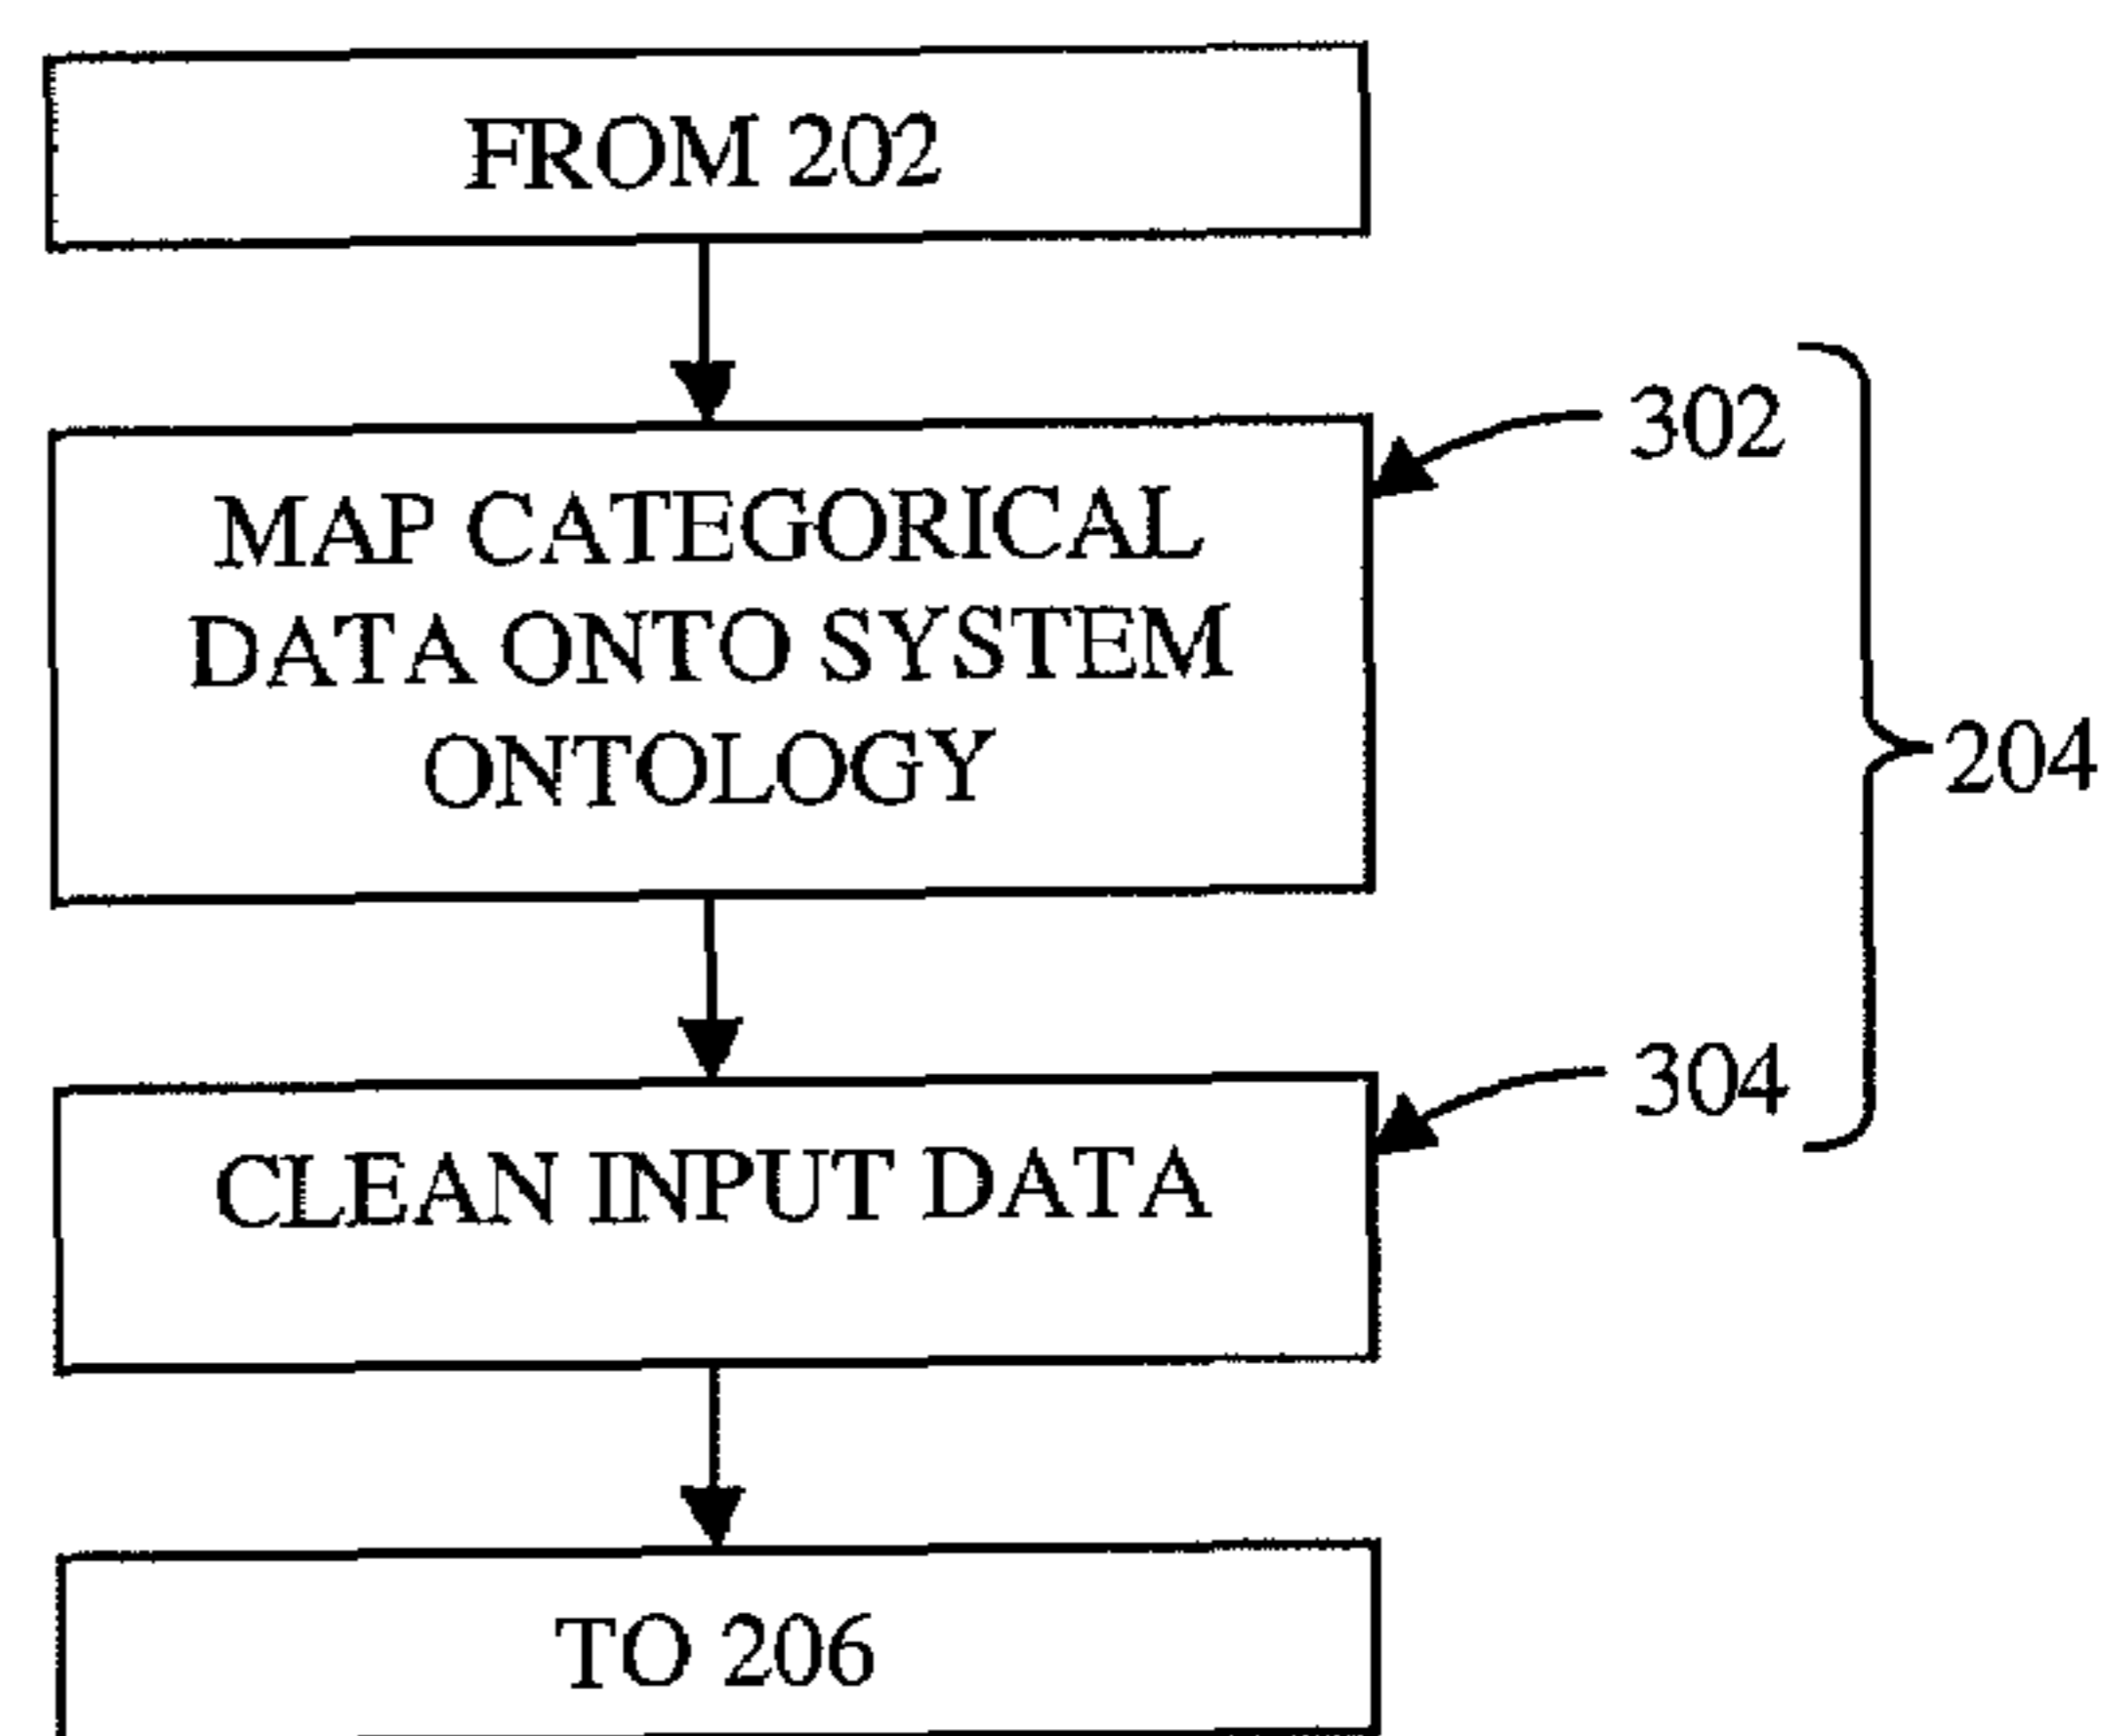 FROM 202
302
MAP CATEGORICAL
DATA ONTO SYSTEM
ONTOLOGY
204
304
CLEAN INPUT DATA
TO 206